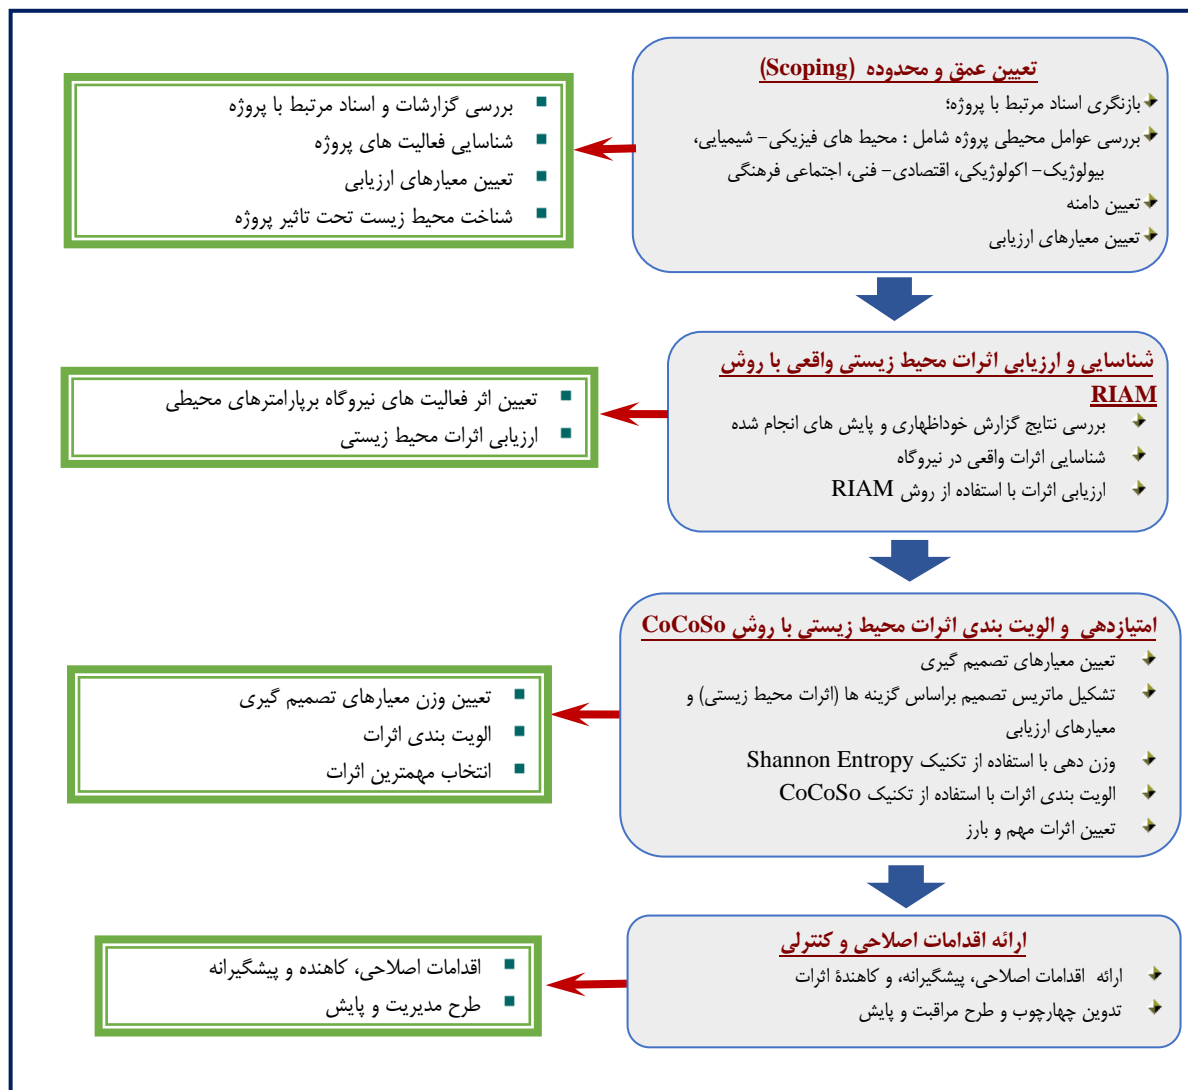 تعیین عمق و محدوده (Scoping)
بازنگری اسناد مرتبط با پروژه؛
بررسی عوامل محیطی پروژه شامل : محیط های فیزیکی– شیمیایی،
بیولوژیک– اکولوژیکی، اقتصادی– فنی، اجتماعی فرهنگی
تعیین دامنه
تعیین معیارهای ارزیابی
بررسی گزارشات و اسناد مرتبط با پروژه
شناسایی فعالیت های پروژه
تعیین معیارهای ارزیابی
شناخت محیط زیست تحت تاثیر پروژه
شناسایی و ارزیابی اثرات محیط زیستی واقعی با روش
RIAM
بررسی نتایج گزارش خوداظهاری و پایش های انجام شده
شناسایی اثرات واقعی در نیروگاه
ارزیابی اثرات با استفاده از روش RIAM
تعیین اثر فعالیت های نیروگاه برپارامترهای محیطی
ارزیابی اثرات محیط زیستی
امتیازدهی و الویت بندی اثرات محیط زیستی با روش CoCoSo
تعیین معیارهای تصمیم گیری
تشکیل ماتریس تصمیم براساس گزینه ها (اثرات محیط زیستی) و
معیارهای ارزیابی
وزن دهی با استفاده از تکنیک Shannon Entropy
الویت بندی اثرات با استفاده از تکنیک CoCoSo
تعیین اثرات مهم و بارز
تعیین وزن معیارهای تصمیم گیری
الویت بندی اثرات
انتخاب مهمترین اثرات
ارائه اقدامات اصلاحی و کنترلی
ارائه اقدامات اصلاحی، پیشگیرانه، و کاهندۀ اثرات
تدوین چهارچوب و طرح مراقبت و پایش
اقدامات اصلاحی، کاهنده و پیشگیرانه
طرح مدیریت و پایش